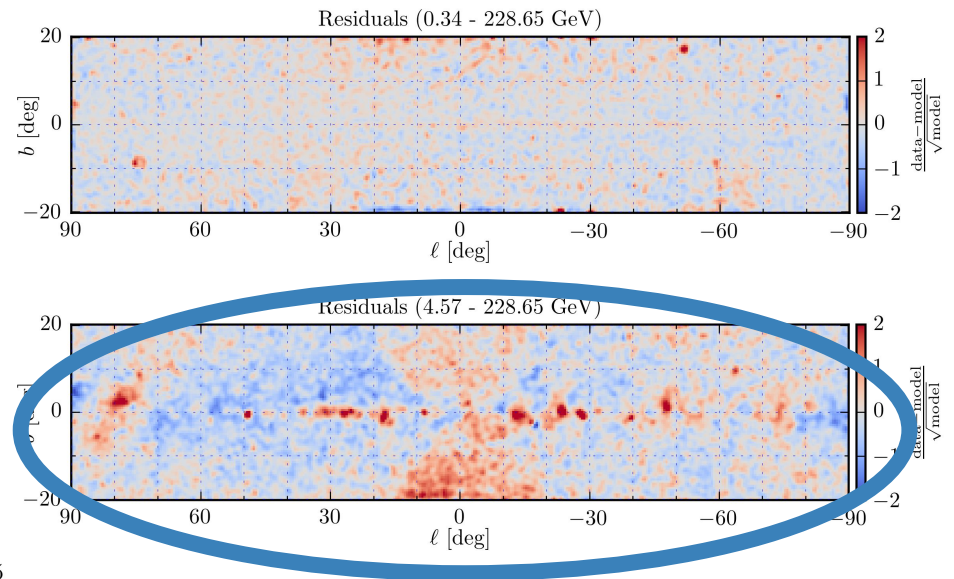 Residuals (0.34 - 228.65 GeV)
20
0
−20
b [deg]
90 60 30 0 −30 −60 −90
ℓ [deg]
2
1
0
−1
−2
data−model
√model
Residuals (4.57 - 228.65 GeV)
20
0
−20
90 60 30 0 −30 −60 −90
ℓ [deg]
2
1
0
−1
−2
data−model
√model